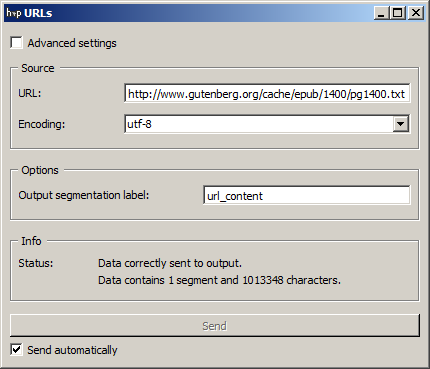 http URLs
Advanced settings
Source
URL: http://www.gutenberg.org/cache/epub/1400/pg1400.txt
Encoding: utf-8
Options
Output segmentation label: url_content
Info
Status: Data correctly sent to output.
Data contains 1 segment and 1013348 characters.
Send
Send automatically